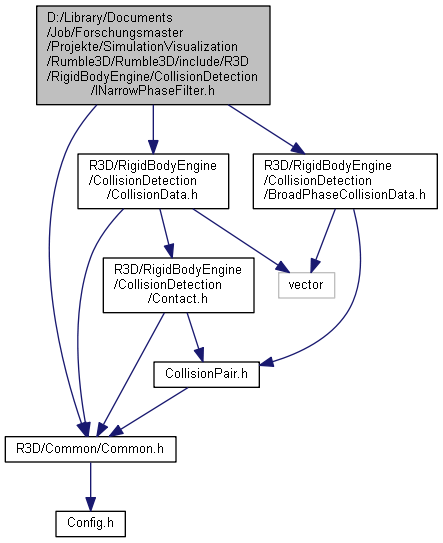 D:/Library/Documents
/Job/Forschungsmaster
/Projekte/SimulationVisualization
/Rumble3D/Rumble3D/include/R3D
/RigidBodyEngine/CollisionDetection
/INarrowPhaseFilter.h
R3D/RigidBodyEngine
/CollisionDetection
/CollisionData.h
R3D/RigidBodyEngine
/CollisionDetection
/BroadPhaseCollisionData.h
R3D/RigidBodyEngine
/CollisionDetection
/Contact.h
vector
CollisionPair.h
R3D/Common/Common.h
Config.h